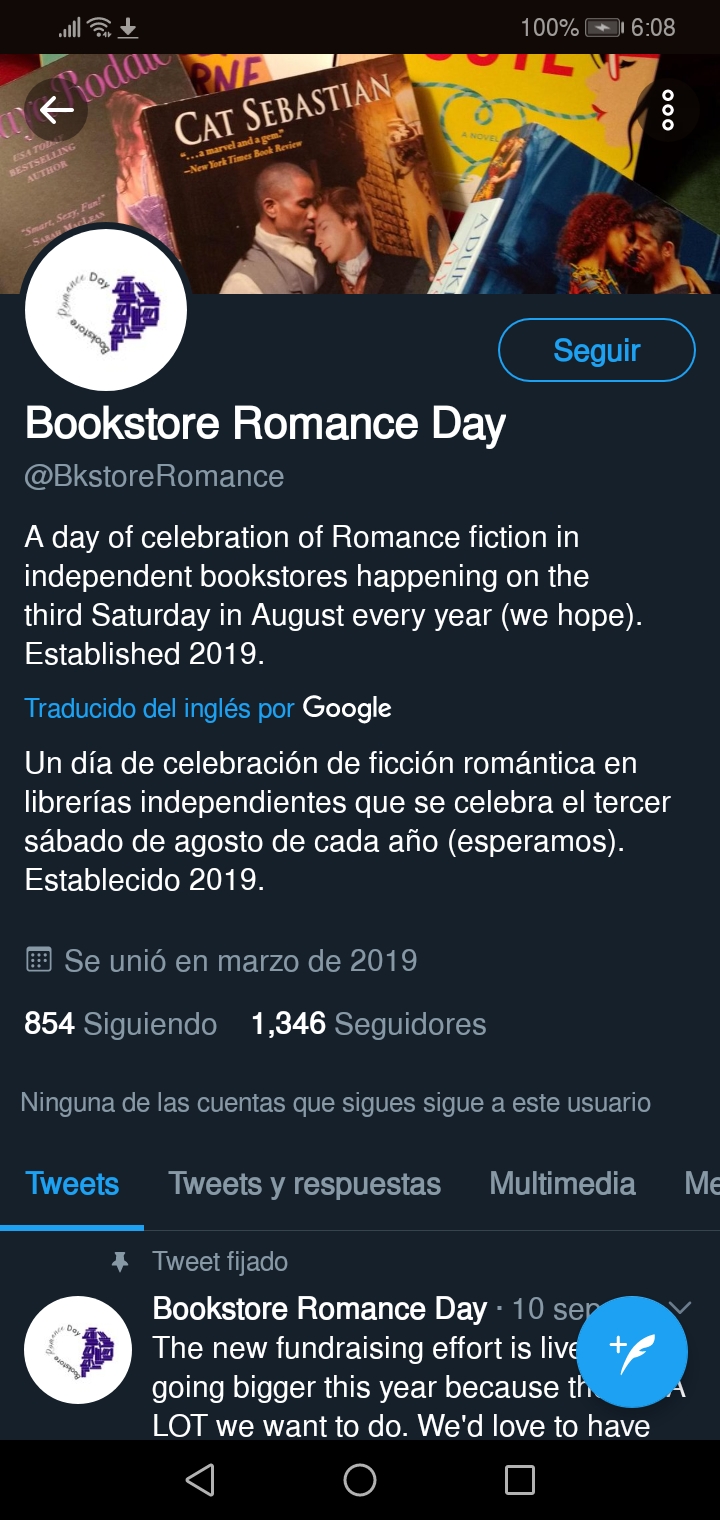 100% 6:08
Rodale
RNE
USA TODAY
BESTSELLING
AUTHOR
"Smart, Sexy, Fun!"
—SARAH MACLEAN
CAT SEBASTIAN
"...a marvel and a gem."
—New York Times Book Review
A NOVEL
A DUKE
Bookstore Romance Day
Seguir
Bookstore Romance Day
@BkstoreRomance
A day of celebration of Romance fiction in
independent bookstores happening on the
third Saturday in August every year (we hope).
Established 2019.
Traducido del inglés por Google
Un día de celebración de ficción romántica en
librerías independientes que se celebra el tercer
sábado de agosto de cada año (esperamos).
Establecido 2019.
Se unió en marzo de 2019
854 Siguiendo 1,346 Seguidores
Ninguna de las cuentas que sigues sigue a este usuario
Tweets Tweets y respuestas Multimedia Me
Tweet fijado
Bookstore Romance Day · 10 sep
Bookstore Romance Day
The new fundraising effort is live
going bigger this year because th A
LOT we want to do. We'd love to have